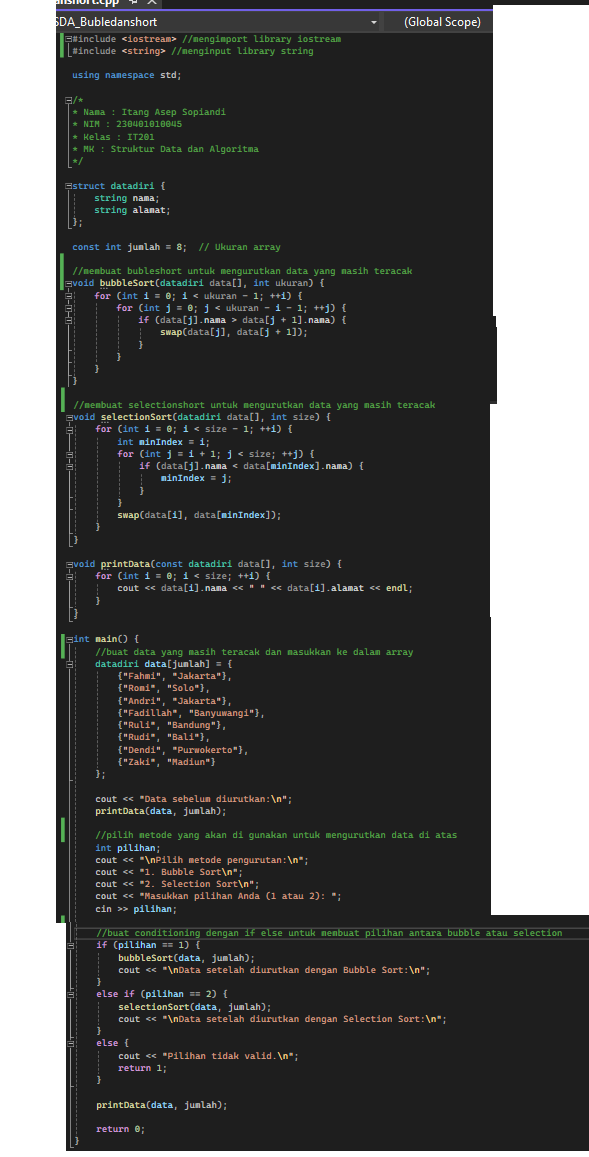 SDA_Bubledanshort (Global Scope)
#include <iostream> //mengimport library iostream
#include <string> //menginput library string
using namespace std;
/*
* Nama : Itang Asep Sopiandi
* NIM : 230401010045
* Kelas : IT201
* MK : Struktur Data dan Algoritma
*/
struct datadiri {
string nama;
string alamat;
};
const int jumlah = 8; // Ukuran array
//membuat bubleshort untuk mengurutkan data yang masih teracak
void bubbleSort(datadiri data[], int ukuran) {
for (int i = 0; i < ukuran - 1; ++i) {
for (int j = 0; j < ukuran - i - 1; ++j) {
if (data[j].nama > data[j + 1].nama) {
swap(data[j], data[j + 1]);
}
}
}
}
//membuat selectionshort untuk mengurutkan data yang masih teracak
void selectionSort(datadiri data[], int size) {
for (int i = 0; i < size - 1; ++i) {
int minIndex = i;
for (int j = i + 1; j < size; ++j) {
if (data[j].nama < data[minIndex].nama) {
minIndex = j;
}
}
swap(data[i], data[minIndex]);
}
}
void printData(const datadiri data[], int size) {
for (int i = 0; i < size; ++i) {
cout << data[i].nama << " " << data[i].alamat << endl;
}
}
int main() {
//buat data yang masih teracak dan masukkan ke dalam array
datadiri data[jumlah] = {
{"Fahmi", "Jakarta"},
{"Romi", "Solo"},
{"Andri", "Jakarta"},
{"Fadillah", "Banyuwangi"},
{"Ruli", "Bandung"},
{"Rudi", "Bali"},
{"Dendi", "Purwokerto"},
{"Zaki", "Madiun"}
};
cout << "Data sebelum diurutkan:\n";
printData(data, jumlah);
//pilih metode yang akan di gunakan untuk mengurutkan data di atas
int pilihan;
cout << "\nPilih metode pengurutan:\n";
cout << "1. Bubble Sort\n";
cout << "2. Selection Sort\n";
cout << "Masukkan pilihan Anda (1 atau 2): ";
cin >> pilihan;
//buat conditioning dengan if else untuk membuat pilihan antara bubble atau selection
if (pilihan == 1) {
bubbleSort(data, jumlah);
cout << "\nData setelah diurutkan dengan Bubble Sort:\n";
}
else if (pilihan == 2) {
selectionSort(data, jumlah);
cout << "\nData setelah diurutkan dengan Selection Sort:\n";
}
else {
cout << "Pilihan tidak valid.\n";
return 1;
}
printData(data, jumlah);
return 0;
}